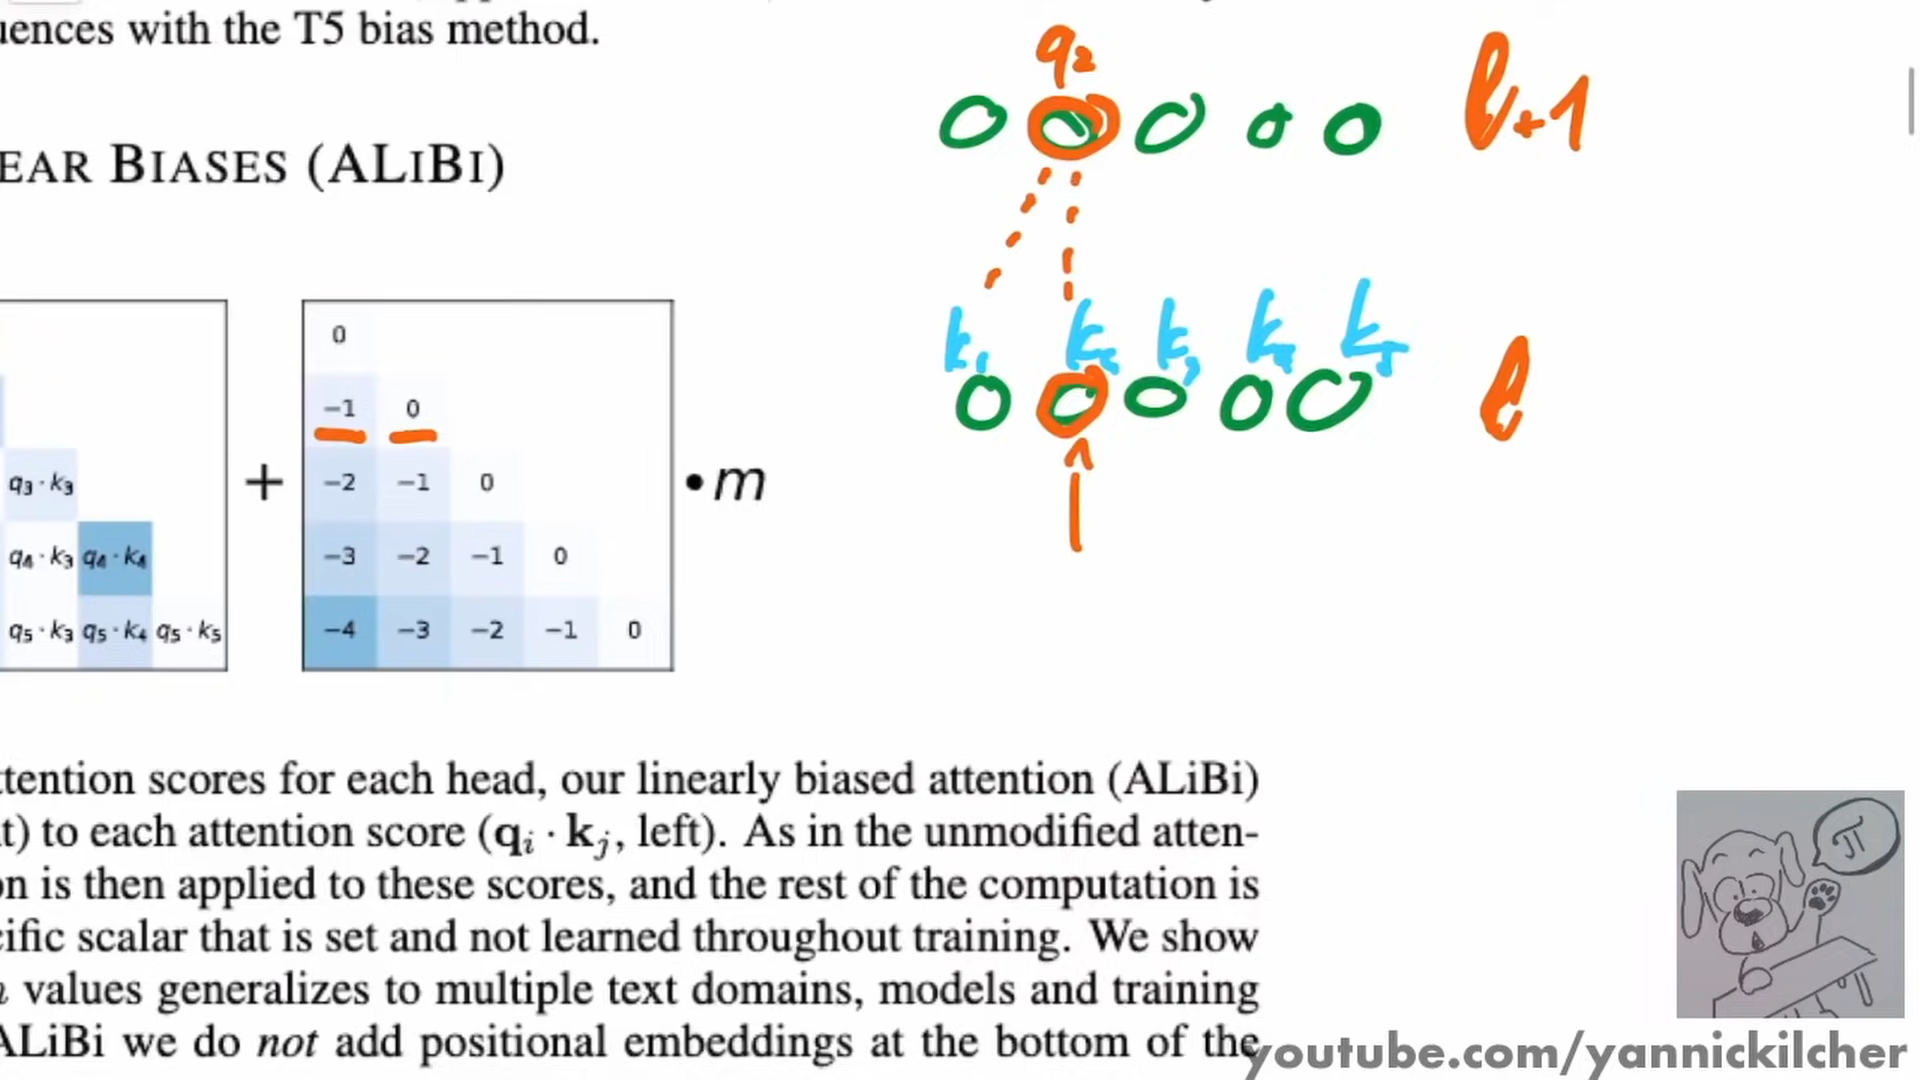 uences with the T5 bias method.
EAR BIASES (ALIBI)
q2
l+1
k1 k2 k3 k4 k5
l
0
-1 0
q3·k3 + -2 -1 0 •m
q4·k3 q4·k4 -3 -2 -1 0
q5·k3 q5·k4 q5·k5 -4 -3 -2 -1 0
ttention scores for each head, our linearly biased attention (ALiBi)
t) to each attention score (qi · kj, left). As in the unmodified atten-
on is then applied to these scores, and the rest of the computation is
cific scalar that is set and not learned throughout training. We show
values generalizes to multiple text domains, models and training
ALiBi we do not add positional embeddings at the bottom of the
π
youtube.com/yannickilcher